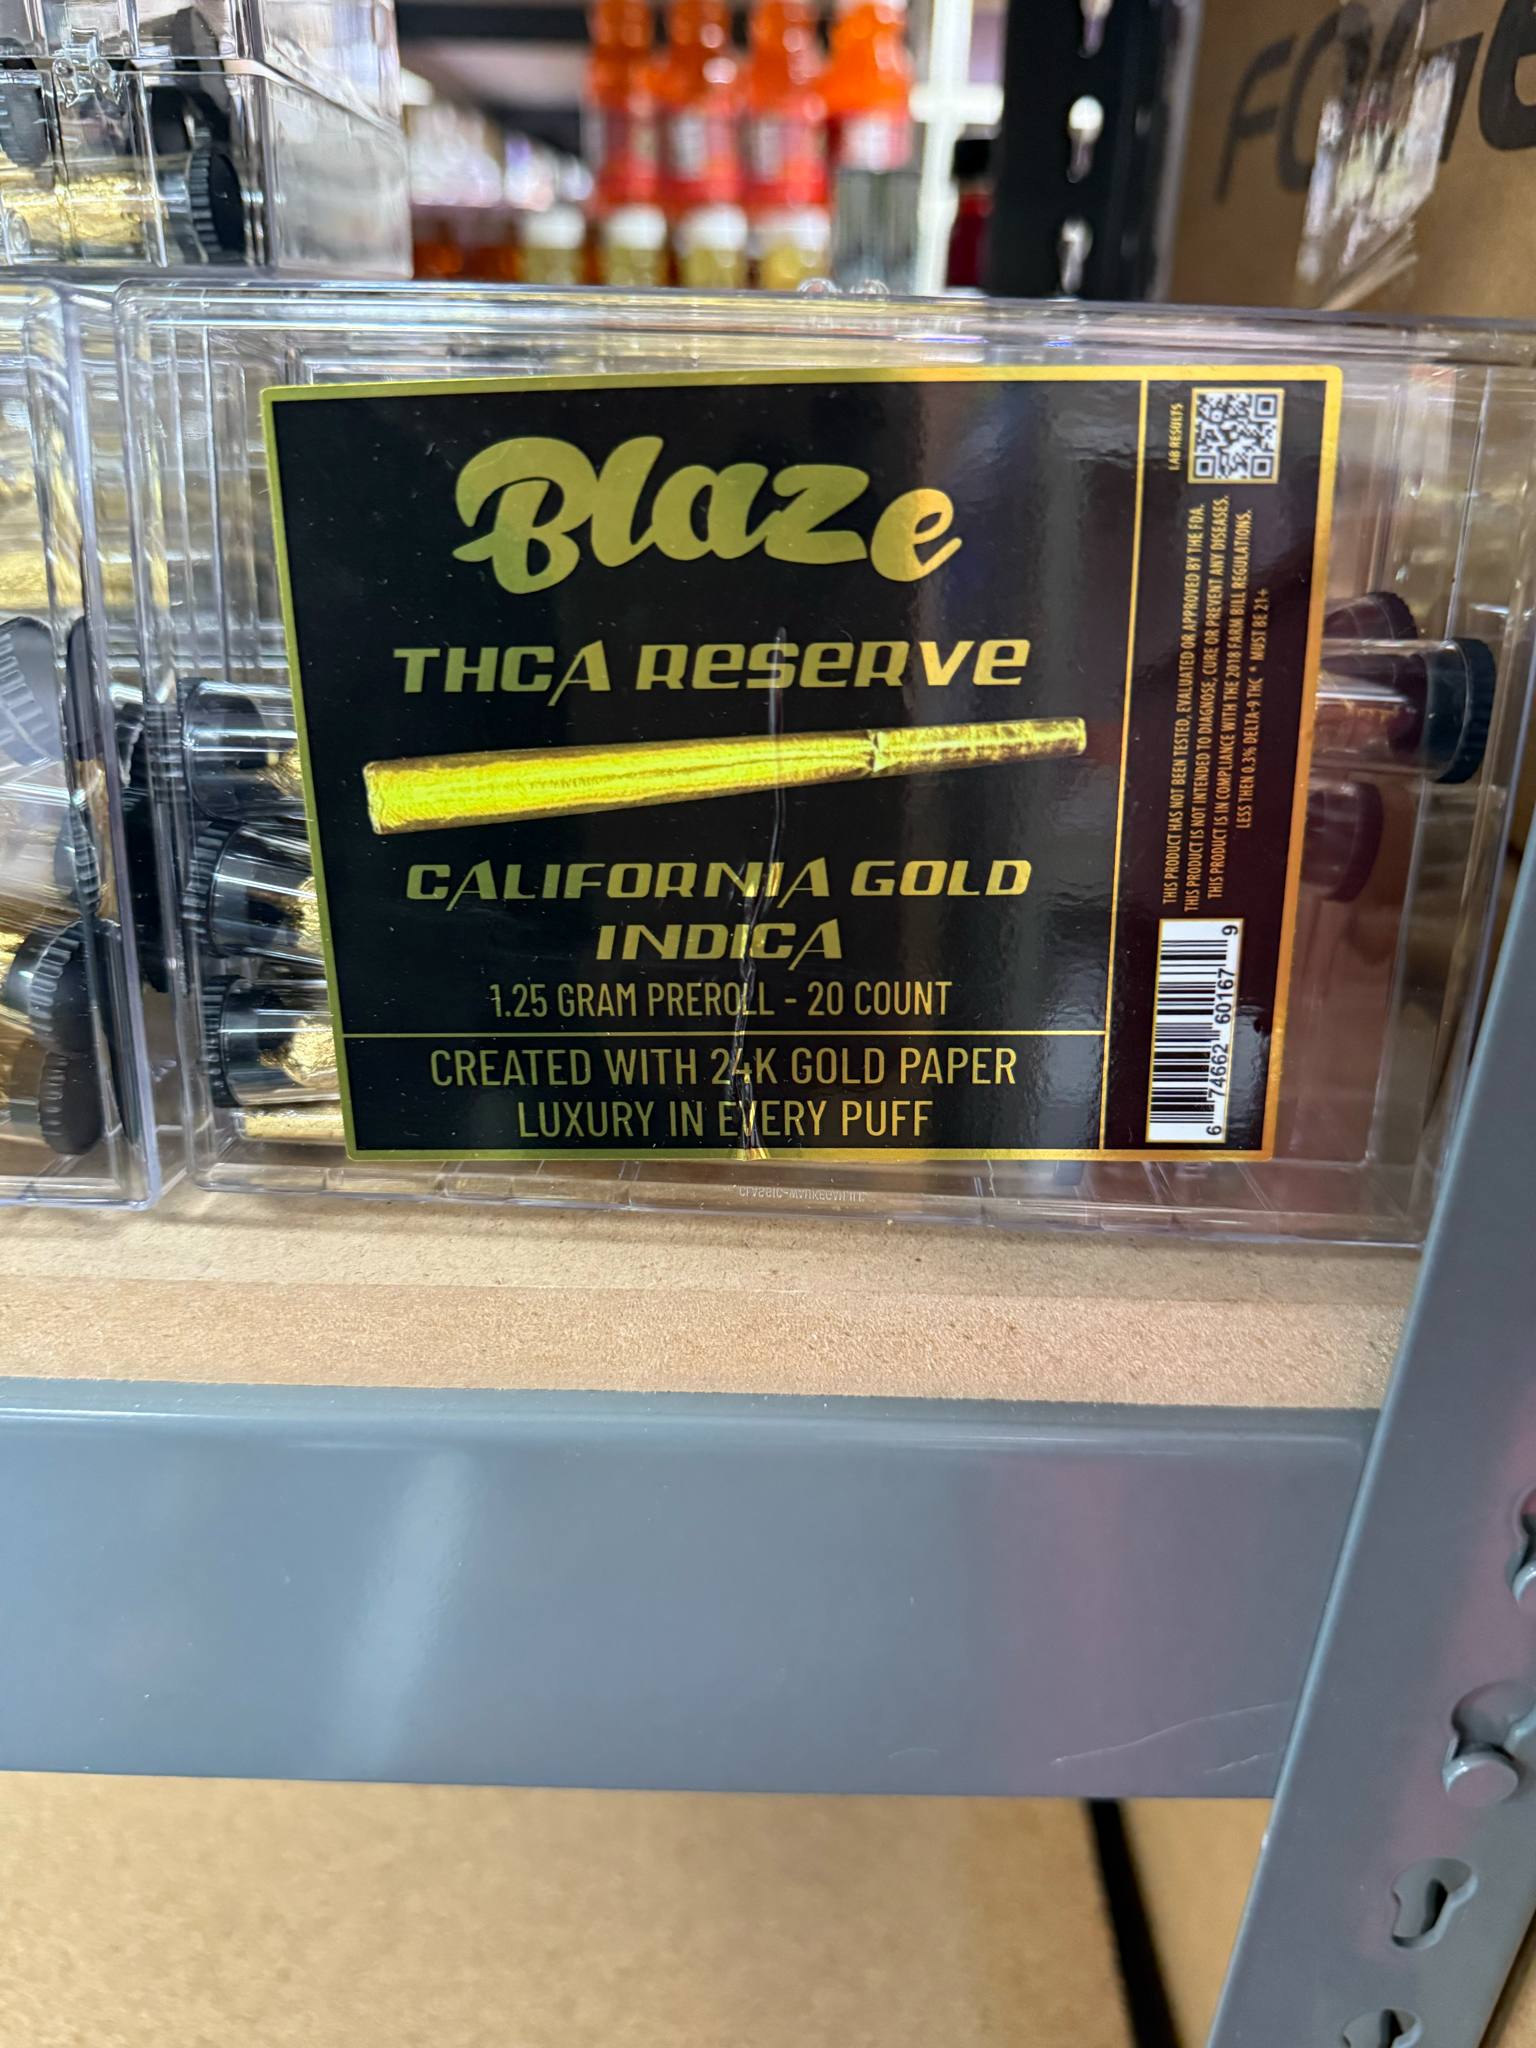 Blaze
THCA RESERVE
CALIFORNIA GOLD
INDICA
1.25 GRAM PREROLL - 20 COUNT
CREATED WITH 24K GOLD PAPER
LUXURY IN EVERY PUFF
LAB RESULTS
THIS PRODUCT HAS NOT BEEN TESTED, EVALUATED OR APPROVED BY THE FDA.
THIS PRODUCT IS NOT INTENDED TO DIAGNOSE, CURE OR PREVENT ANY DISEASES.
THIS PRODUCT IS IN COMPLIANCE WITH THE 2018 FARM BILL REGULATIONS.
LESS THEN 0.3% DELTA-9 THC * MUST BE 21+
6 74662 60167 9